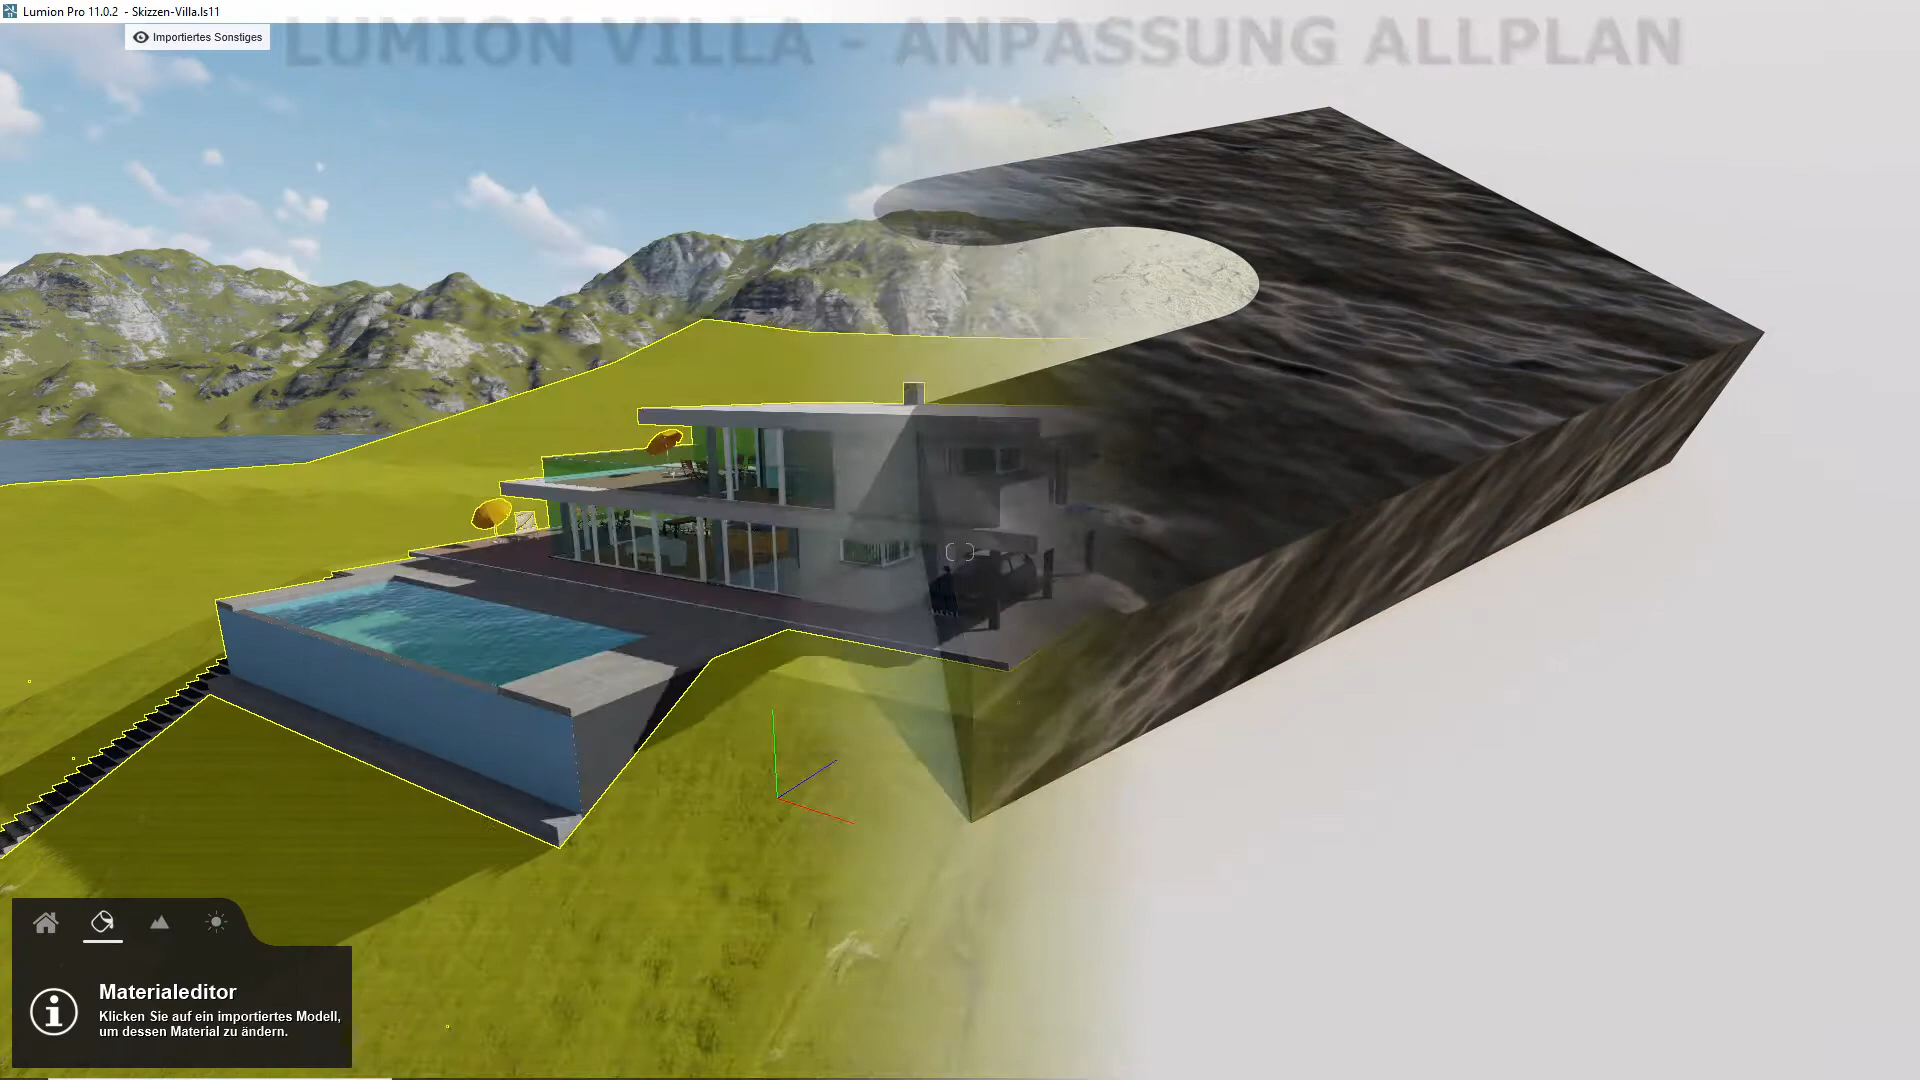 Lumion Pro 11.0.2 - Skizzen-Villa.ls11
Importiertes Sonstiges
LUMION VILLA - ANPASSUNG ALLPLAN
Materialeditor
Klicken Sie auf ein importiertes Modell,
um dessen Material zu ändern.